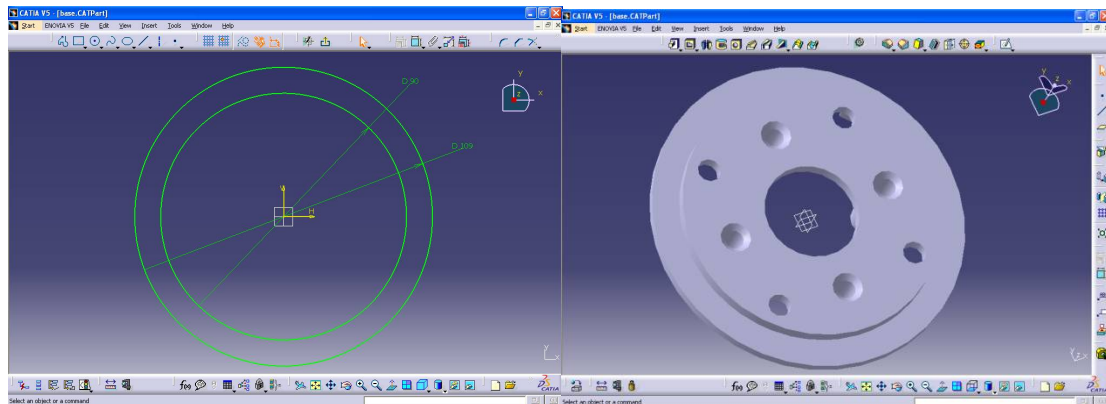 CATIA V5 - [base.CATPart]
Start ENOVIA V5 File Edit View Insert Tools Window Help
D 90
D 109
V
H
y
x
z
y
x
f(x)
CATIA
Select an object or a command
CATIA V5 - [base.CATPart]
Start ENOVIA V5 File Edit View Insert Tools Window Help
y
z
x
y
z
x
f(x)
CATIA
Select an object or a command